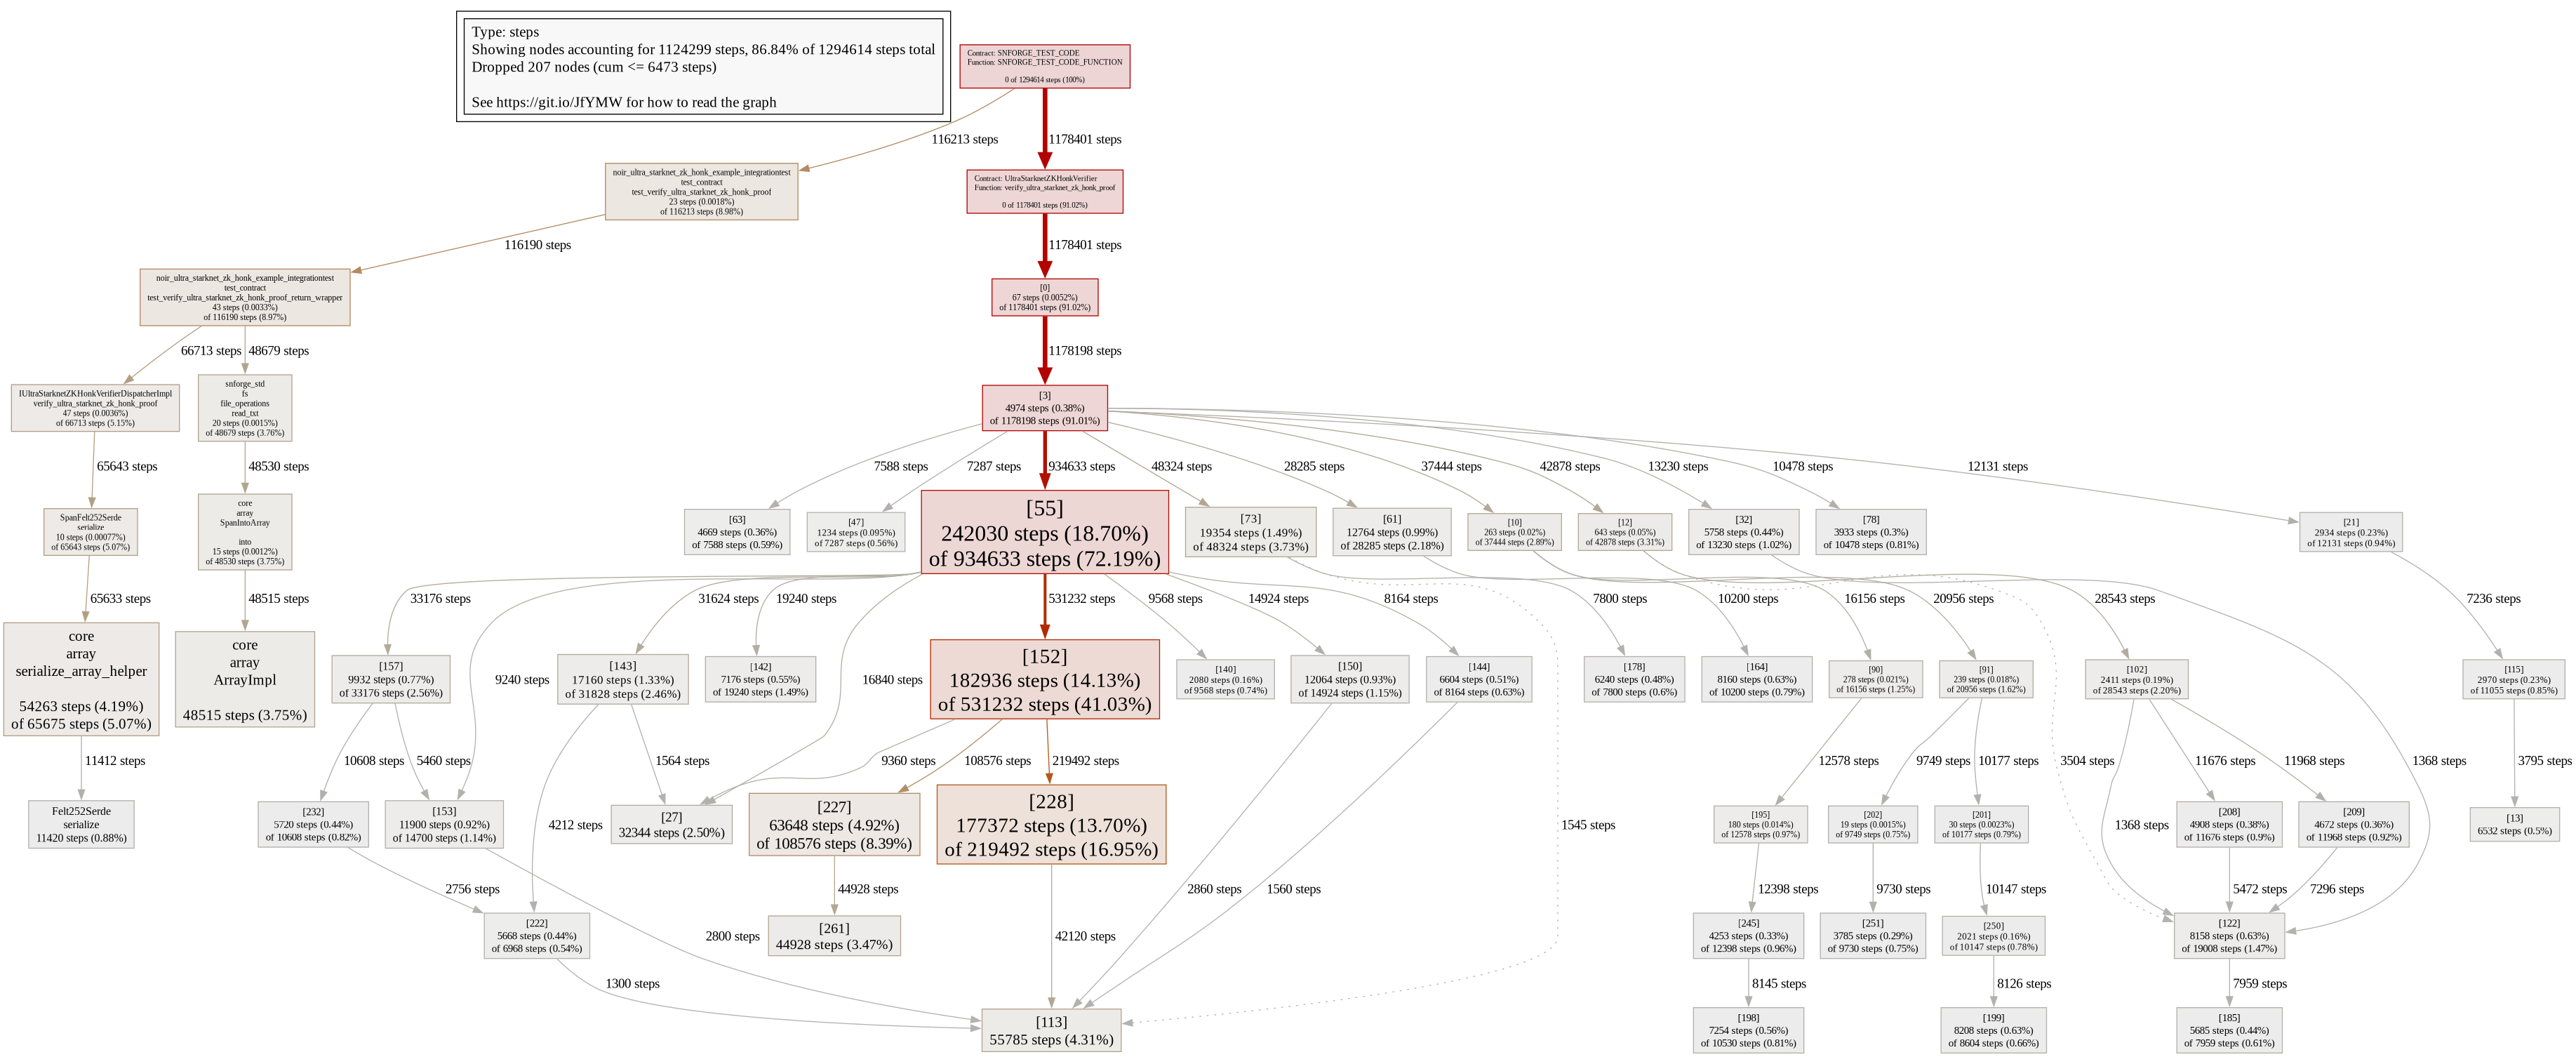 Type: steps
Showing nodes accounting for 1124299 steps, 86.84% of 1294614 steps total
Dropped 207 nodes (cum <= 6473 steps)
See https://git.io/JfYMW for how to read the graph
Contract: SNFORGE_TEST_CODE
Function: SNFORGE_TEST_CODE_FUNCTION
0 of 1294614 steps (100%)
116213 steps
1178401 steps
noir_ultra_starknet_zk_honk_example_integrationtest
test_contract
test_verify_ultra_starknet_zk_honk_proof
23 steps (0.0018%)
of 116213 steps (8.98%)
Contract: UltraStarknetZKHonkVerifier
Function: verify_ultra_starknet_zk_honk_proof
0 of 1178401 steps (91.02%)
116190 steps
1178401 steps
noir_ultra_starknet_zk_honk_example_integrationtest
test_contract
test_verify_ultra_starknet_zk_honk_proof_return_wrapper
43 steps (0.0033%)
of 116190 steps (8.97%)
[0]
67 steps (0.0052%)
of 1178401 steps (91.02%)
66713 steps
48679 steps
1178198 steps
IUltraStarknetZKHonkVerifierDispatcherImpl
verify_ultra_starknet_zk_honk_proof
47 steps (0.0036%)
of 66713 steps (5.15%)
snforge_std
fs
file_operations
read_txt
20 steps (0.0015%)
of 48679 steps (3.76%)
[3]
4974 steps (0.38%)
of 1178198 steps (91.01%)
65643 steps
48530 steps
7588 steps
7287 steps
934633 steps
48324 steps
28285 steps
37444 steps
42878 steps
13230 steps
10478 steps
12131 steps
SpanFelt252Serde
serialize
10 steps (0.00077%)
of 65643 steps (5.07%)
core
array
SpanIntoArray
into
15 steps (0.0012%)
of 48530 steps (3.75%)
[63]
4669 steps (0.36%)
of 7588 steps (0.59%)
[47]
1234 steps (0.095%)
of 7287 steps (0.56%)
[55]
242030 steps (18.70%)
of 934633 steps (72.19%)
[73]
19354 steps (1.49%)
of 48324 steps (3.73%)
[61]
12764 steps (0.99%)
of 28285 steps (2.18%)
[10]
263 steps (0.02%)
of 37444 steps (2.89%)
[12]
643 steps (0.05%)
of 42878 steps (3.31%)
[32]
5758 steps (0.44%)
of 13230 steps (1.02%)
[78]
3933 steps (0.3%)
of 10478 steps (0.81%)
[21]
2934 steps (0.23%)
of 12131 steps (0.94%)
65633 steps
48515 steps
33176 steps
31624 steps
19240 steps
531232 steps
9568 steps
14924 steps
8164 steps
7800 steps
10200 steps
16156 steps
20956 steps
28543 steps
7236 steps
core
array
serialize_array_helper
54263 steps (4.19%)
of 65675 steps (5.07%)
core
array
ArrayImpl
48515 steps (3.75%)
[157]
9932 steps (0.77%)
of 33176 steps (2.56%)
9240 steps
[143]
17160 steps (1.33%)
of 31828 steps (2.46%)
[142]
7176 steps (0.55%)
of 19240 steps (1.49%)
16840 steps
[152]
182936 steps (14.13%)
of 531232 steps (41.03%)
[140]
2080 steps (0.16%)
of 9568 steps (0.74%)
[150]
12064 steps (0.93%)
of 14924 steps (1.15%)
[144]
6604 steps (0.51%)
of 8164 steps (0.63%)
[178]
6240 steps (0.48%)
of 7800 steps (0.6%)
[164]
8160 steps (0.63%)
of 10200 steps (0.79%)
[90]
278 steps (0.021%)
of 16156 steps (1.25%)
[91]
239 steps (0.018%)
of 20956 steps (1.62%)
[102]
2411 steps (0.19%)
of 28543 steps (2.20%)
[115]
2970 steps (0.23%)
of 11055 steps (0.85%)
11412 steps
10608 steps
5460 steps
1564 steps
9360 steps
108576 steps
219492 steps
12578 steps
9749 steps
10177 steps
3504 steps
11676 steps
11968 steps
1368 steps
3795 steps
Felt252Serde
serialize
11420 steps (0.88%)
[232]
5720 steps (0.44%)
of 10608 steps (0.82%)
[153]
11900 steps (0.92%)
of 14700 steps (1.14%)
4212 steps
[27]
32344 steps (2.50%)
[227]
63648 steps (4.92%)
of 108576 steps (8.39%)
[228]
177372 steps (13.70%)
of 219492 steps (16.95%)
1545 steps
[195]
180 steps (0.014%)
of 12578 steps (0.97%)
[202]
19 steps (0.0015%)
of 9749 steps (0.75%)
[201]
30 steps (0.0023%)
of 10177 steps (0.79%)
1368 steps
[208]
4908 steps (0.38%)
of 11676 steps (0.9%)
[209]
4672 steps (0.36%)
of 11968 steps (0.92%)
[13]
6532 steps (0.5%)
2756 steps
44928 steps
2860 steps
1560 steps
12398 steps
9730 steps
10147 steps
5472 steps
7296 steps
[222]
5668 steps (0.44%)
of 6968 steps (0.54%)
2800 steps
[261]
44928 steps (3.47%)
42120 steps
[245]
4253 steps (0.33%)
of 12398 steps (0.96%)
[251]
3785 steps (0.29%)
of 9730 steps (0.75%)
[250]
2021 steps (0.16%)
of 10147 steps (0.78%)
[122]
8158 steps (0.63%)
of 19008 steps (1.47%)
1300 steps
8145 steps
8126 steps
7959 steps
[113]
55785 steps (4.31%)
[198]
7254 steps (0.56%)
of 10530 steps (0.81%)
[199]
8208 steps (0.63%)
of 8604 steps (0.66%)
[185]
5685 steps (0.44%)
of 7959 steps (0.61%)